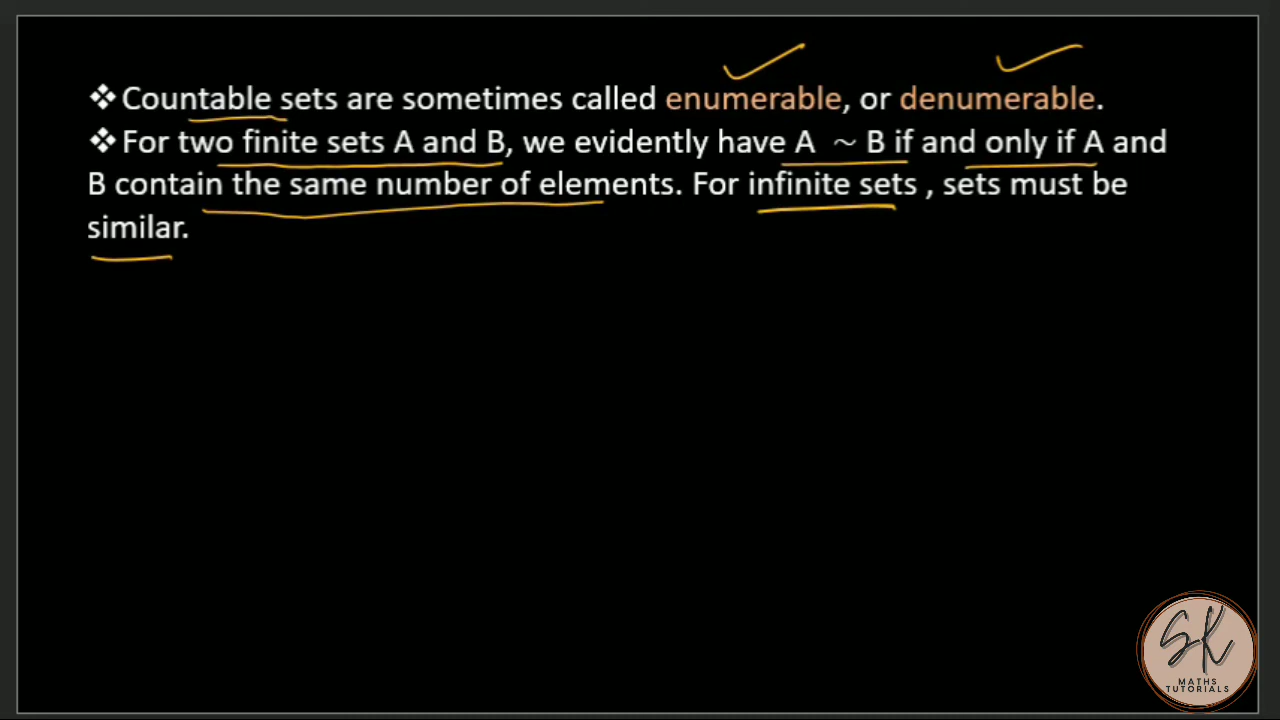 ❖Countable sets are sometimes called enumerable, or denumerable.
❖For two finite sets A and B, we evidently have A ~ B if and only if A and
B contain the same number of elements. For infinite sets , sets must be
similar.
SK
MATHS
TUTORIALS